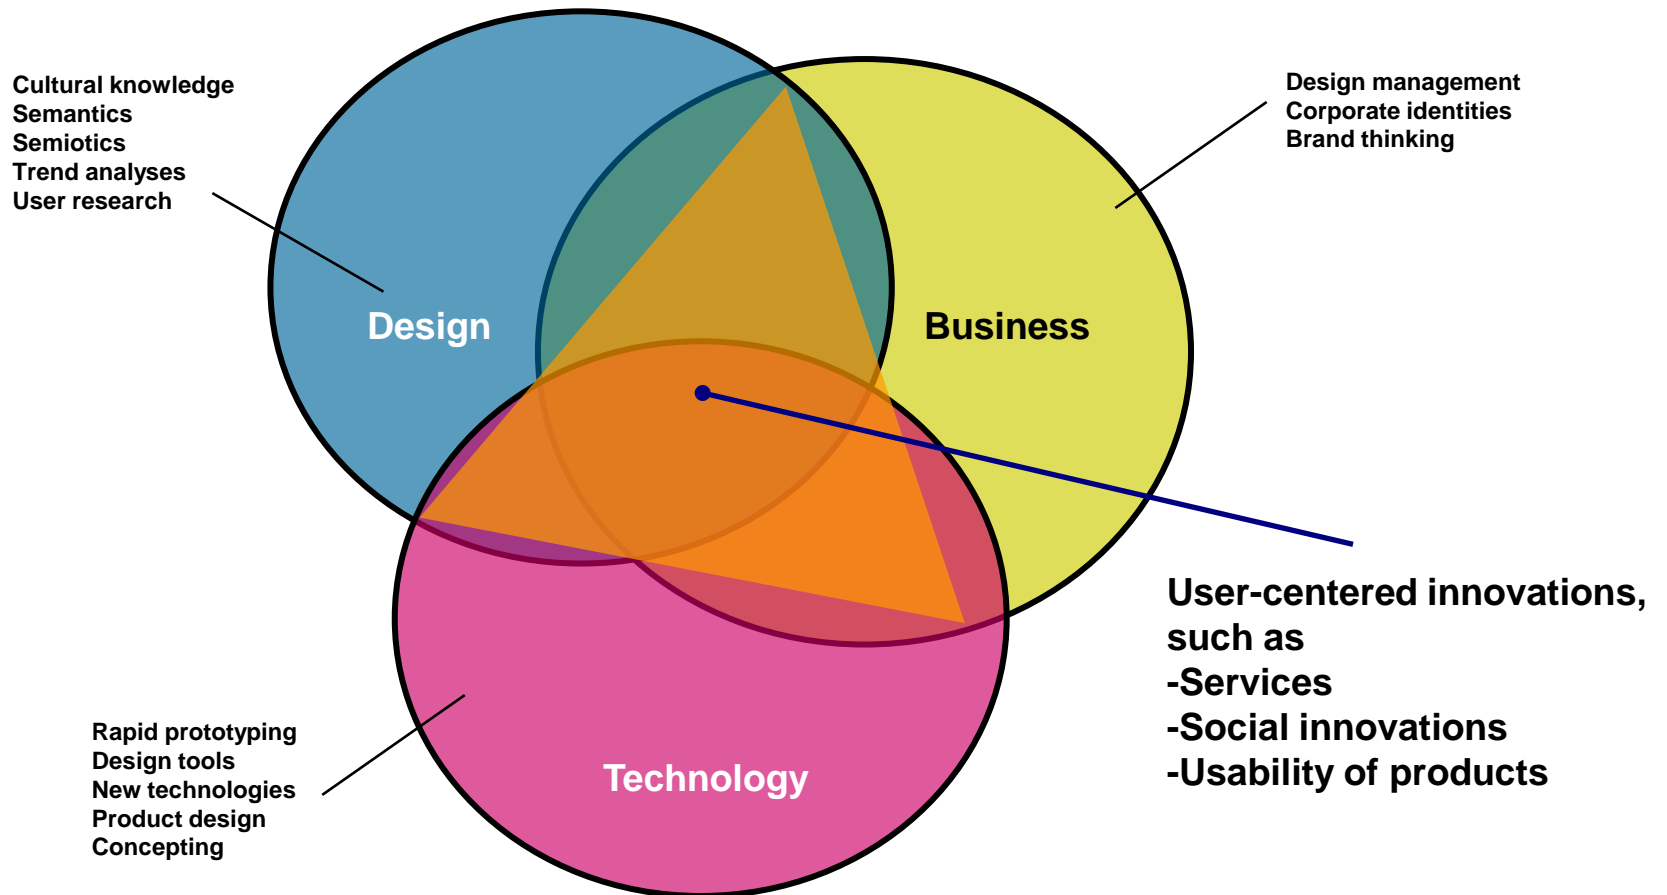 Cultural knowledge
Semantics
Semiotics
Trend analyses
User research
Design management
Corporate identities
Brand thinking
Design
Business
User-centered innovations,
such as
-Services
-Social innovations
-Usability of products
Rapid prototyping
Design tools
New technologies
Product design
Concepting
Technology